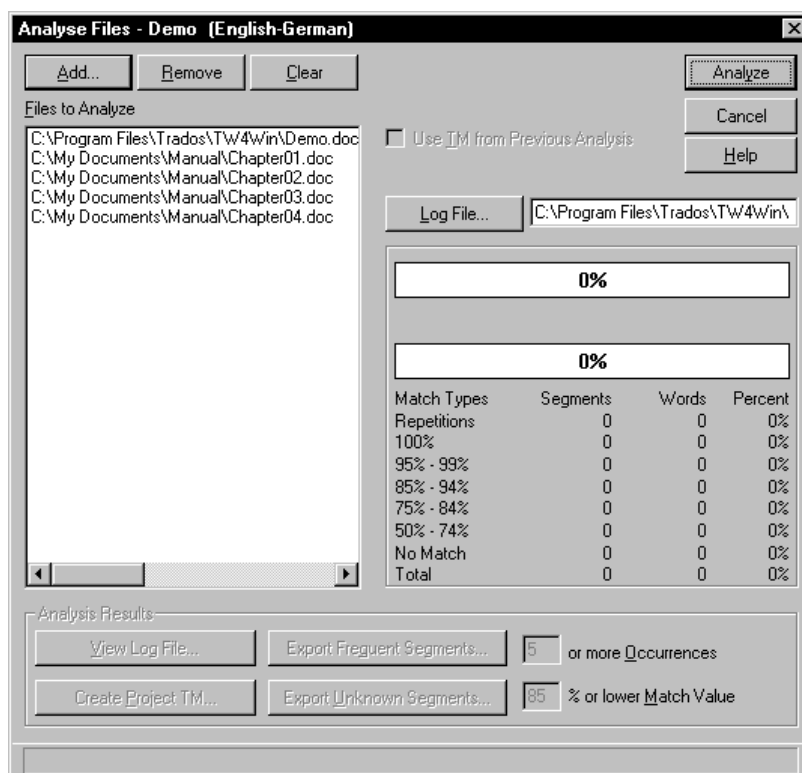 Analyse Files - Demo (English-German)
Add... Remove Clear Analyze
Cancel
Help
Files to Analyze
C:\Program Files\Trados\TW4Win\Demo.doc
C:\My Documents\Manual\Chapter01.doc
C:\My Documents\Manual\Chapter02.doc
C:\My Documents\Manual\Chapter03.doc
C:\My Documents\Manual\Chapter04.doc
Use TM from Previous Analysis
Log File... C:\Program Files\Trados\TW4Win\
0%
0%
Match Types Segments Words Percent
Repetitions 0 0 0%
100% 0 0 0%
95% - 99% 0 0 0%
85% - 94% 0 0 0%
75% - 84% 0 0 0%
50% - 74% 0 0 0%
No Match 0 0 0%
Total 0 0 0%
Analysis Results
View Log File... Export Frequent Segments... 5 or more Occurrences
Create Project TM... Export Unknown Segments... 85 % or lower Match Value